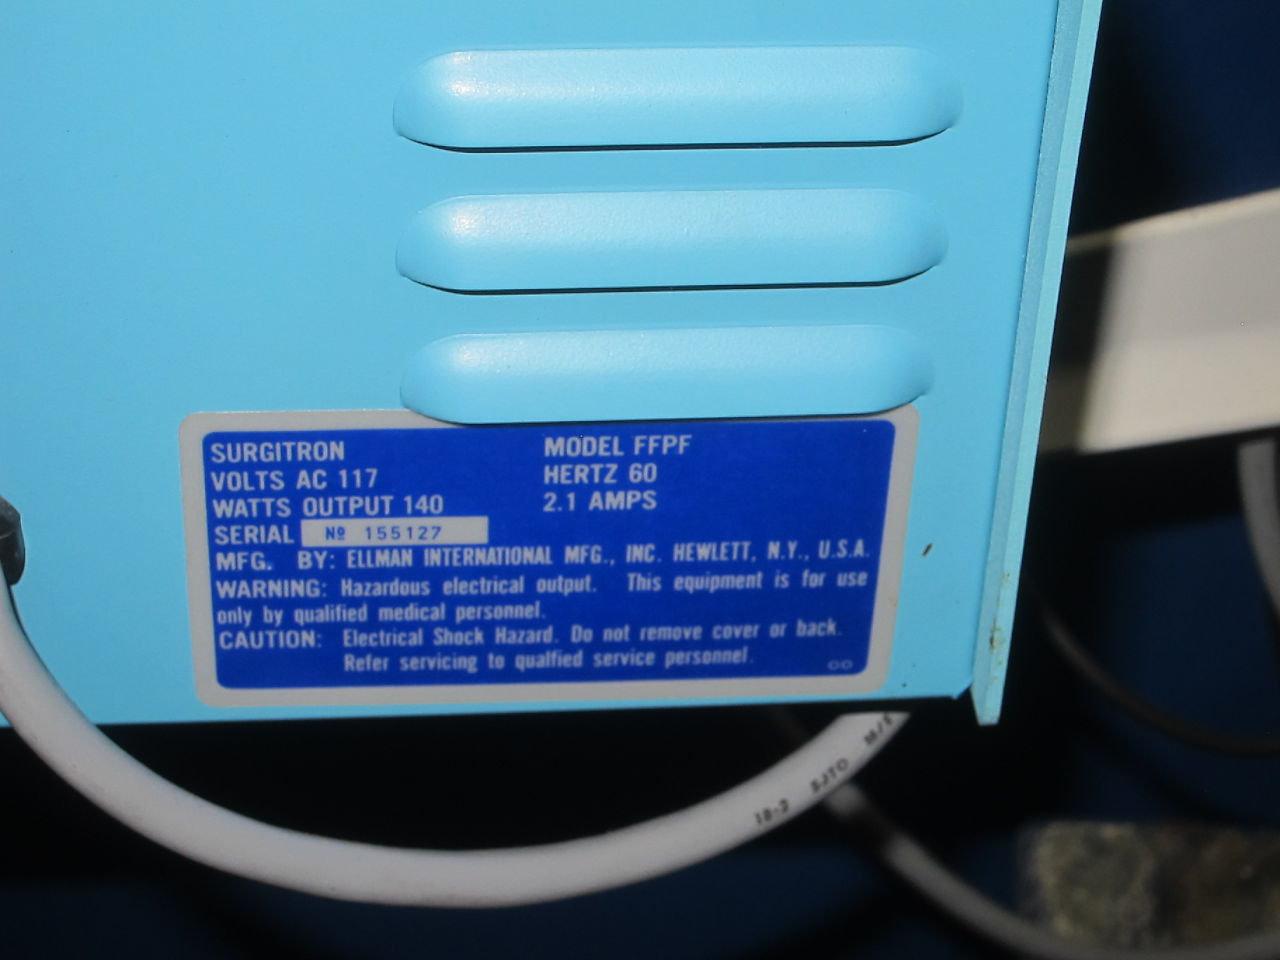 SURGITRON MODEL FFPF
VOLTS AC 117 HERTZ 60
WATTS OUTPUT 140 2.1 AMPS
SERIAL № 155127
MFG. BY: ELLMAN INTERNATIONAL MFG., INC. HEWLETT, N.Y., U.S.A.
WARNING: Hazardous electrical output. This equipment is for use
only by qualified medical personnel.
CAUTION: Electrical Shock Hazard. Do not remove cover or back.
Refer servicing to qualfied service personnel.
18-3 SJTO